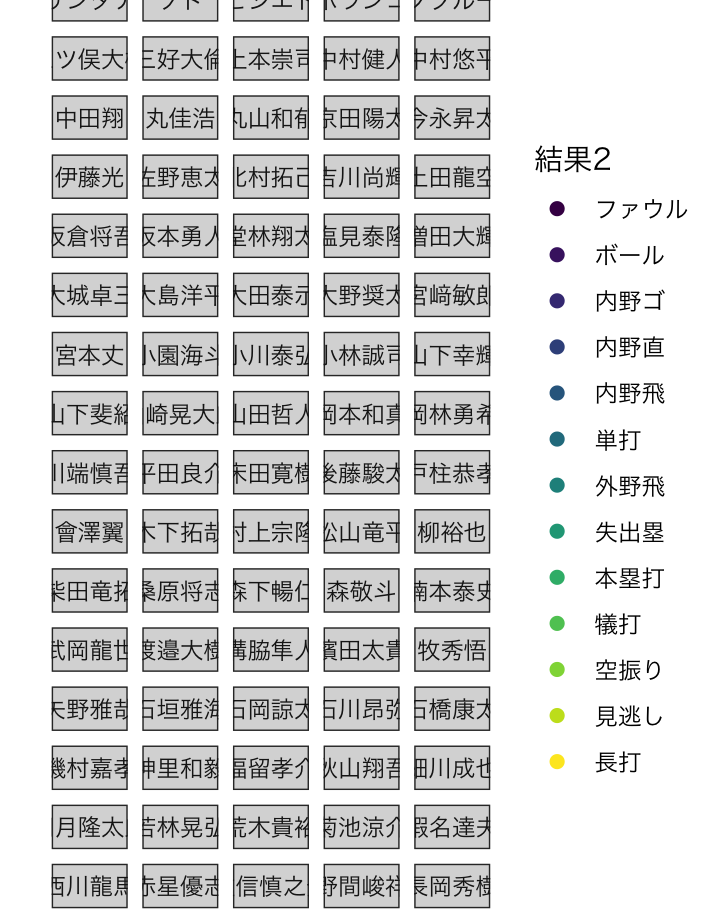 ツ俣大 三好大倫 上本崇司 中村健人 中村悠平
中田翔 丸佳浩 丸山和郁 京田陽太 今永昇太
伊藤光 佐野恵太 北村拓己 吉川尚輝 土田龍空
坂倉将吾 坂本勇人 堂林翔太 塩見泰隆 増田大輝
大城卓三 大島洋平 大田泰示 大野奨太 宮﨑敏郎
宮本丈 小園海斗 小川泰弘 小林誠司 山下幸輝
山下斐紹 崎晃大 山田哲人 岡本和真 岡林勇希
川端慎吾 平田良介 床田寛樹 後藤駿太 戸柱恭孝
會澤翼 木下拓哉 村上宗隆 松山竜平 柳裕也
柴田竜拓 桑原将志 森下暢仁 森敬斗 楠本泰史
武岡龍世 渡邉大樹 溝脇隼人 濱田太貴 牧秀悟
矢野雅哉 石垣雅海 石岡諒太 石川昂弥 石橋康太
磯村嘉孝 神里和毅 福留孝介 秋山翔吾 細川成也
月隆太 若林晃弘 荒木貴裕 菊池涼介 蝦名達夫
西川龍馬 赤星優志 信慎之 野間峻祥 長岡秀樹
結果2
ファウル
ボール
内野ゴ
内野直
内野飛
単打
外野飛
失出塁
本塁打
犠打
空振り
見逃し
長打